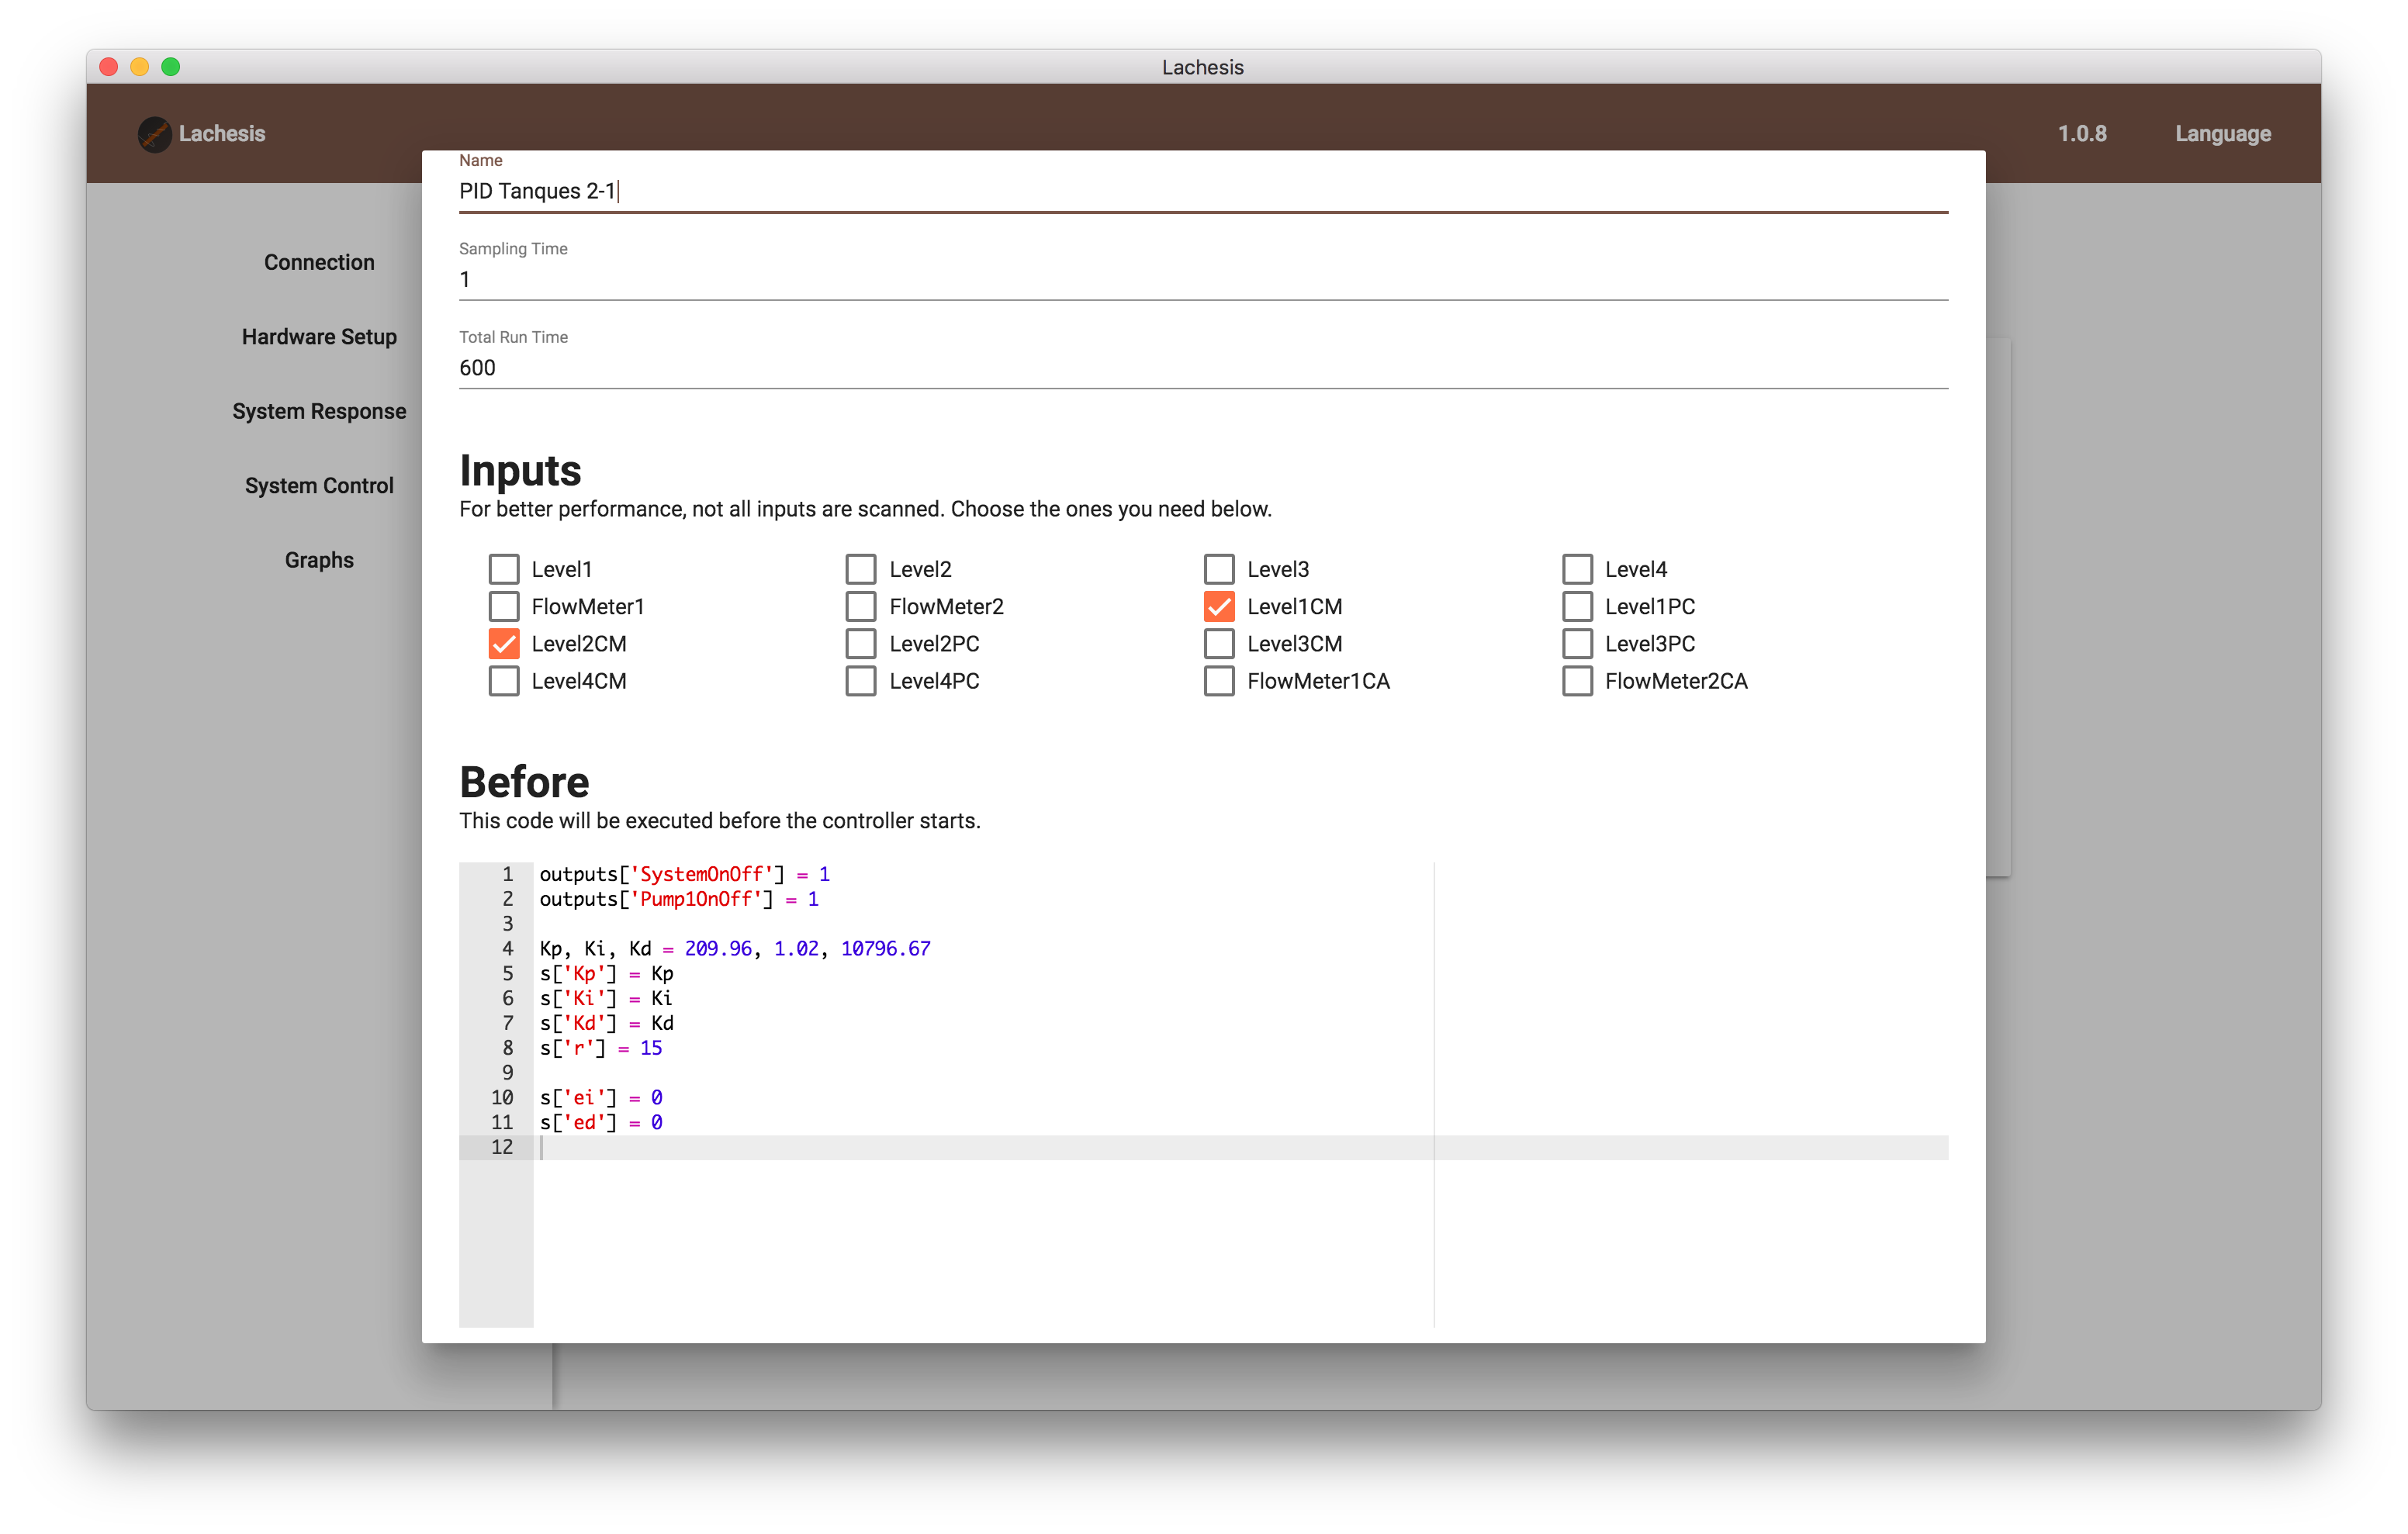 Lachesis
Lachesis
1.0.8
Language
Connection
Hardware Setup
System Response
System Control
Graphs
Name
PID Tanques 2-1
Sampling Time
1
Total Run Time
600
Inputs
For better performance, not all inputs are scanned. Choose the ones you need below.
Level1 Level2 Level3 Level4
FlowMeter1 FlowMeter2 Level1CM Level1PC
Level2CM Level2PC Level3CM Level3PC
Level4CM Level4PC FlowMeter1CA FlowMeter2CA
Before
This code will be executed before the controller starts.
1 outputs['SystemOnOff'] = 1
2 outputs['Pump1OnOff'] = 1
3
4 Kp, Ki, Kd = 209.96, 1.02, 10796.67
5 s['Kp'] = Kp
6 s['Ki'] = Ki
7 s['Kd'] = Kd
8 s['r'] = 15
9
10 s['ei'] = 0
11 s['ed'] = 0
12